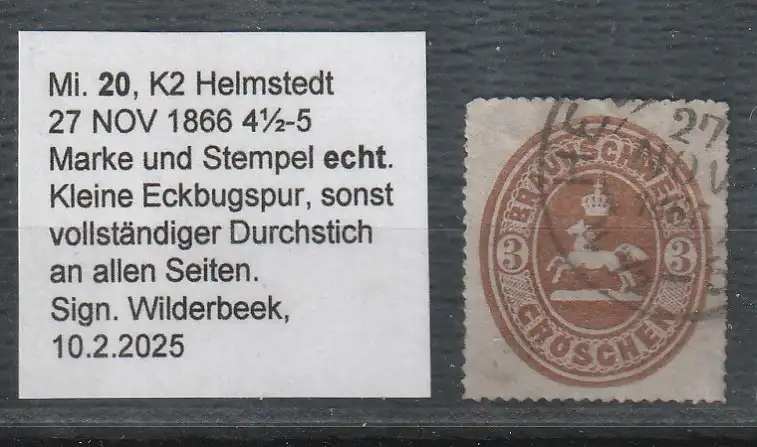 Mi. 20, K2 Helmstedt
27 NOV 1866 4½-5
Marke und Stempel echt.
Kleine Eckbugspur, sonst
vollständiger Durchstich
an allen Seiten.
Sign. Wilderbeek,
10.2.2025
27
NOV
BRAUNSCHWEIG
3 3
GROSCHEN